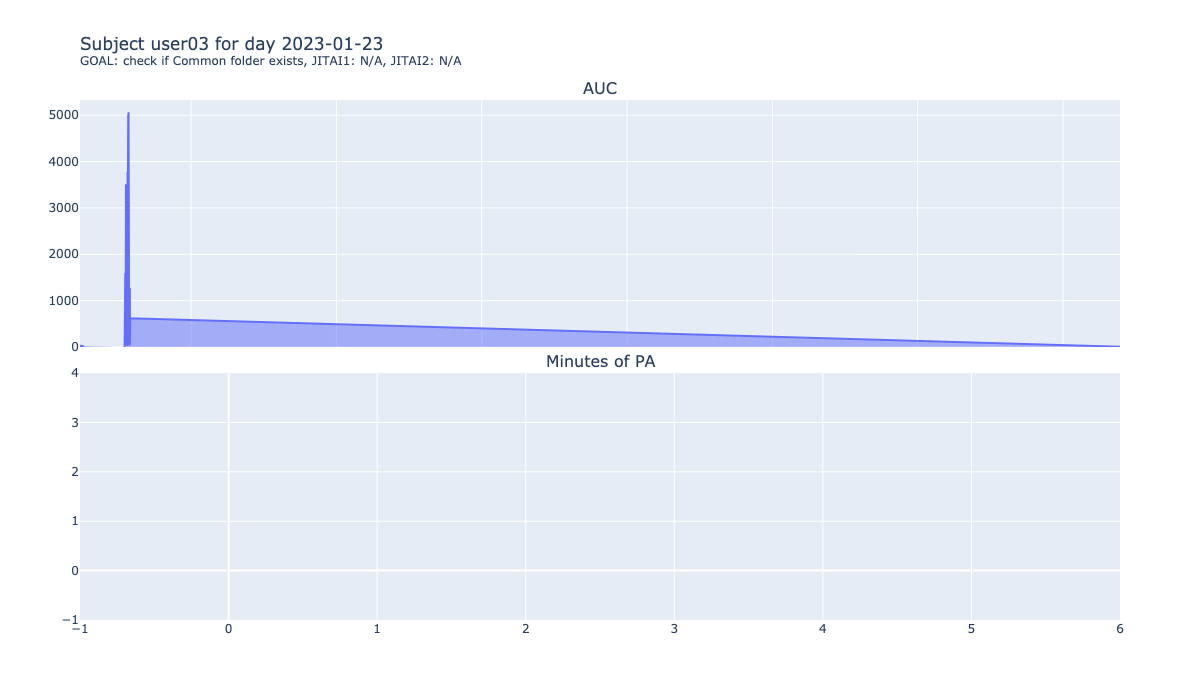 Subject user03 for day 2023-01-23
GOAL: check if Common folder exists, JITAI1: N/A, JITAI2: N/A
AUC
5000
4000
3000
2000
1000
0
Minutes of PA
4
3
2
1
0
−1
−1 0 1 2 3 4 5 6